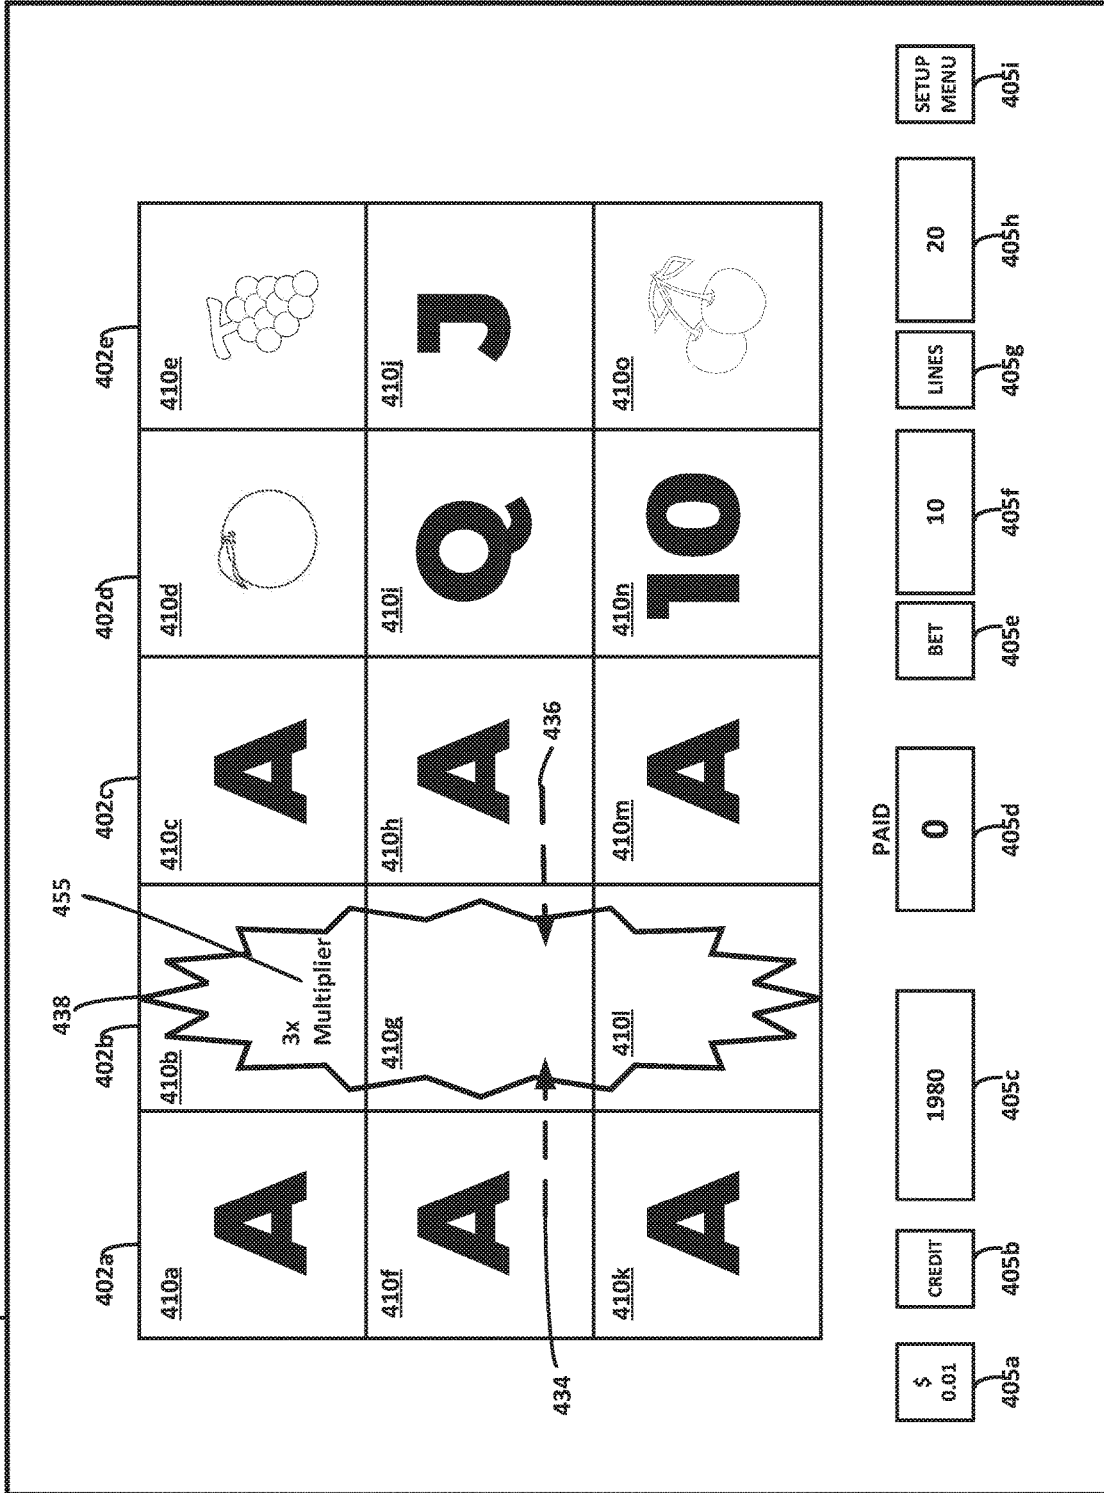 438
455
402a
402b
402c
402d
402e
410a
410b
410c
410d
410e
A
3x
Multiplier
A
410f
410g
410h
410i
410j
A
A
Q
J
434
436
410k
410l
410m
410n
410o
A
A
10
PAID
$
0.01
CREDIT
1980
0
BET
10
LINES
20
SETUP
MENU
405a
405b
405c
405d
405e
405f
405g
405h
405i